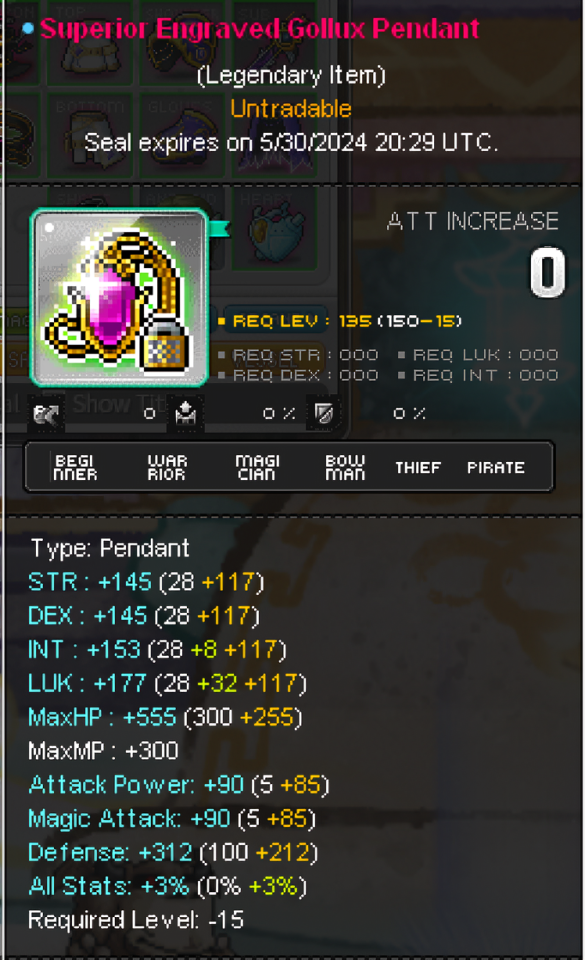 Superior Engraved Gollux Pendant
(Legendary Item)
Untradable
Seal expires on 5/30/2024 20:29 UTC.
ATT INCREASE
0
REQ LEV : 135 (150-15)
REQ STR : 000 REQ LUK : 000
REQ DEX : 000 REQ INT : 000
0 0 % 0 %
Show Tit
BEGINNER WARRIOR MAGICIAN BOWMAN THIEF PIRATE
Type: Pendant
STR : +145 (28 +117)
DEX : +145 (28 +117)
INT : +153 (28 +8 +117)
LUK : +177 (28 +32 +117)
MaxHP : +555 (300 +255)
MaxMP : +300
Attack Power: +90 (5 +85)
Magic Attack: +90 (5 +85)
Defense: +312 (100 +212)
All Stats: +3% (0% +3%)
Required Level: -15